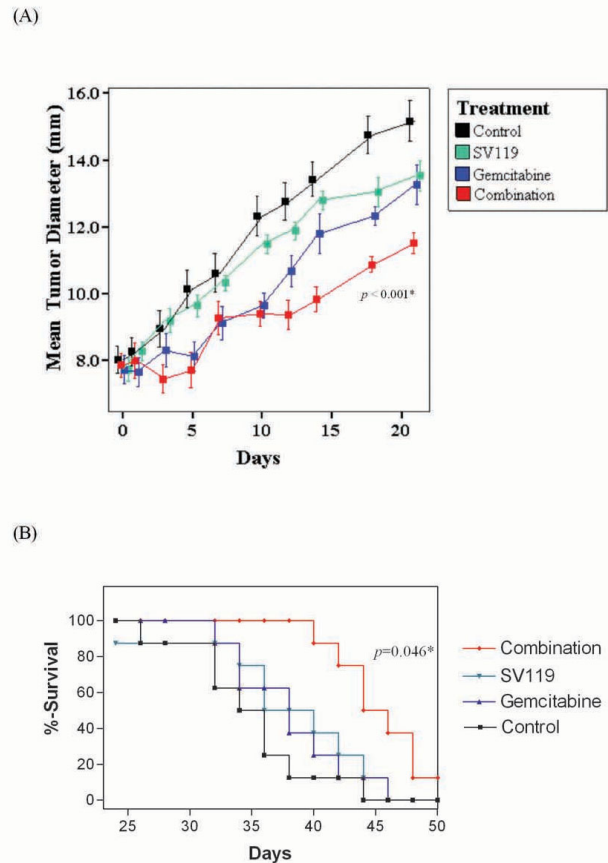 (A)
16.0
14.0
12.0
10.0
8.0
Mean Tumor Diameter (mm)
0 5 10 15 20
Days
p < 0.001*
Treatment
Control
SV119
Gemcitabine
Combination
(B)
100
80
60
40
20
0
%-Survival
25 30 35 40 45 50
Days
p=0.046*
Combination
SV119
Gemcitabine
Control